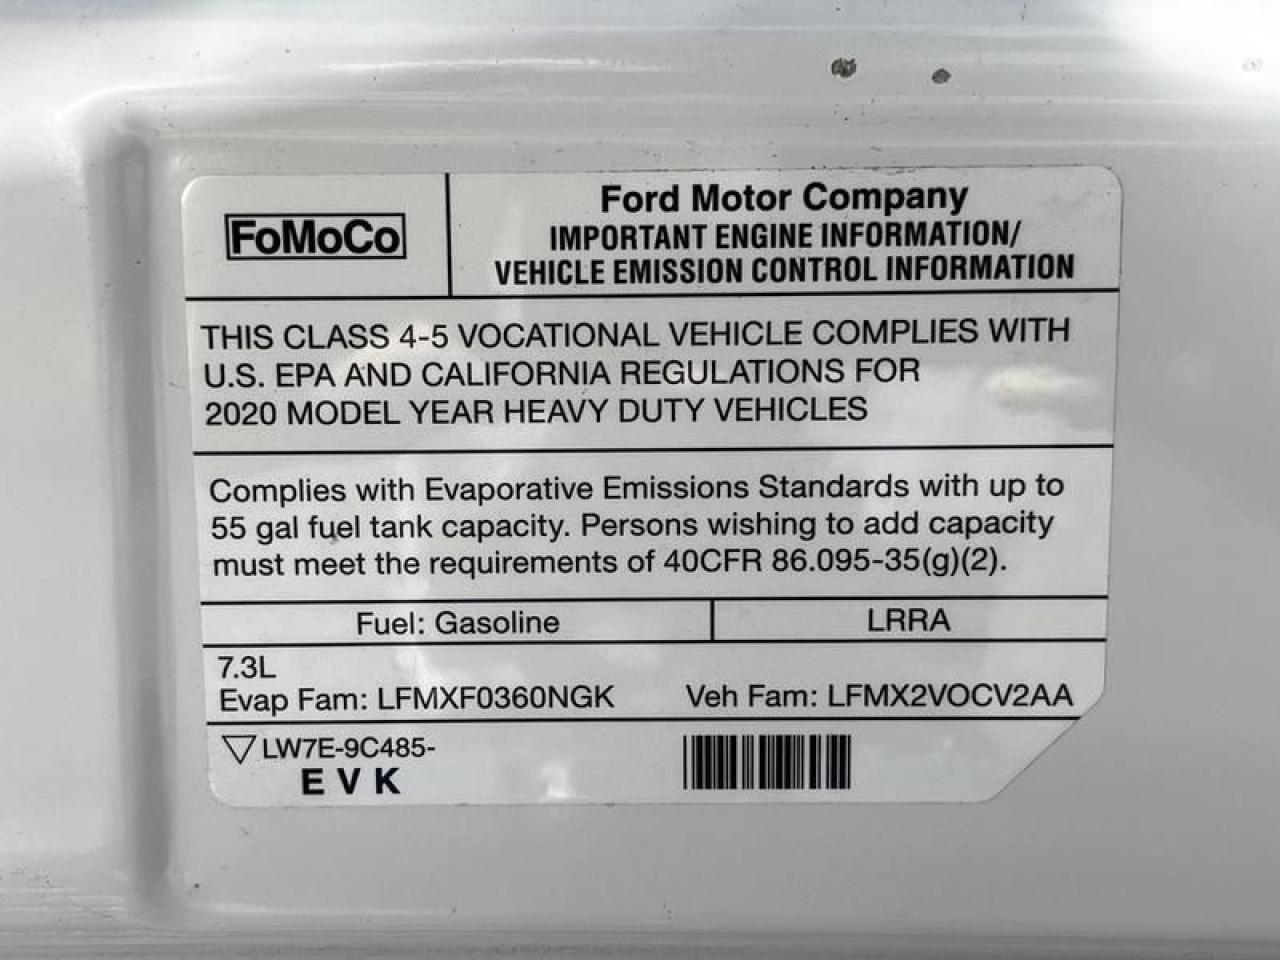 FoMoCo
Ford Motor Company
IMPORTANT ENGINE INFORMATION/
VEHICLE EMISSION CONTROL INFORMATION
THIS CLASS 4-5 VOCATIONAL VEHICLE COMPLIES WITH
U.S. EPA AND CALIFORNIA REGULATIONS FOR
2020 MODEL YEAR HEAVY DUTY VEHICLES
Complies with Evaporative Emissions Standards with up to
55 gal fuel tank capacity. Persons wishing to add capacity
must meet the requirements of 40CFR 86.095-35(g)(2).
Fuel: Gasoline
LRRA
7.3L
Evap Fam: LFMXF0360NGK
Veh Fam: LFMX2VOCV2AA
LW7E-9C485-
EVK